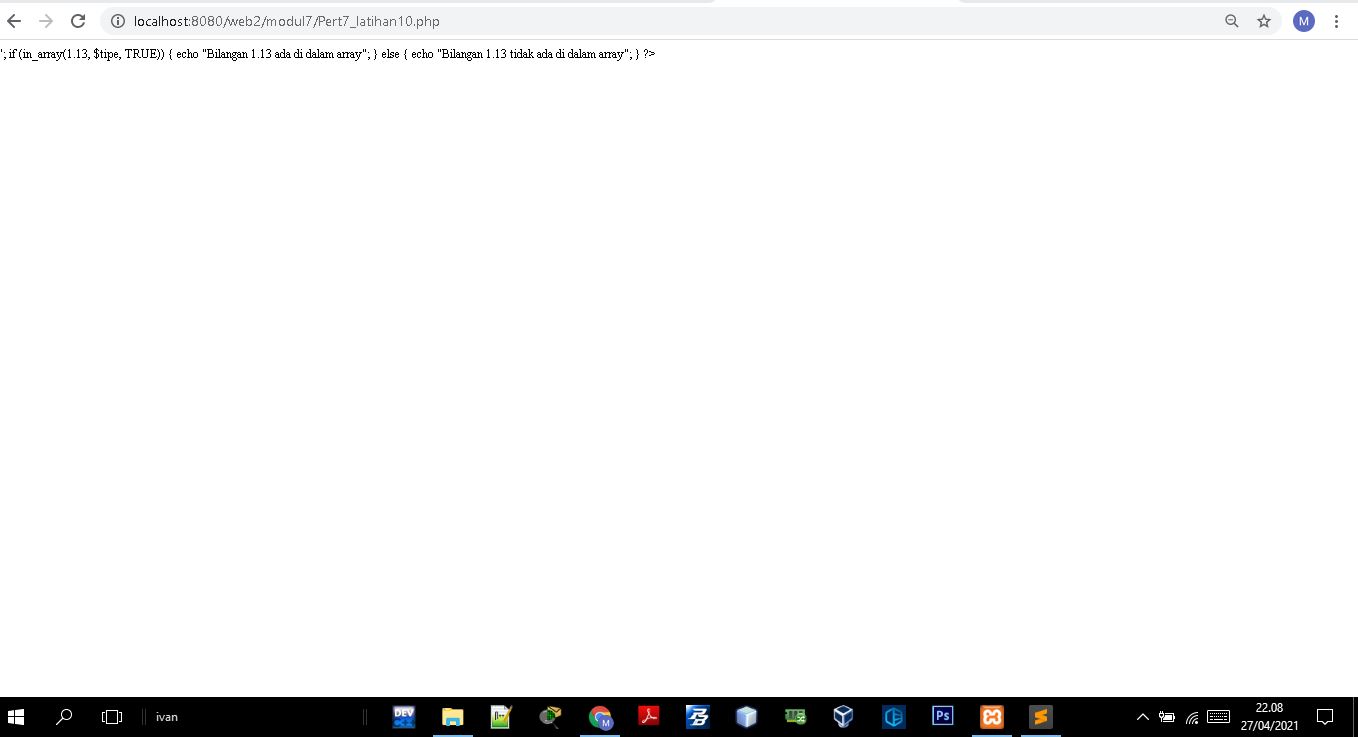 localhost:8080/web2/modul7/Pert7_latihan10.php
M
'; if (in_array(1.13, $tipe, TRUE)) { echo "Bilangan 1.13 ada di dalam array"; } else { echo "Bilangan 1.13 tidak ada di dalam array"; } ?>
ivan
DEV
M
Ps
22.08
27/04/2021